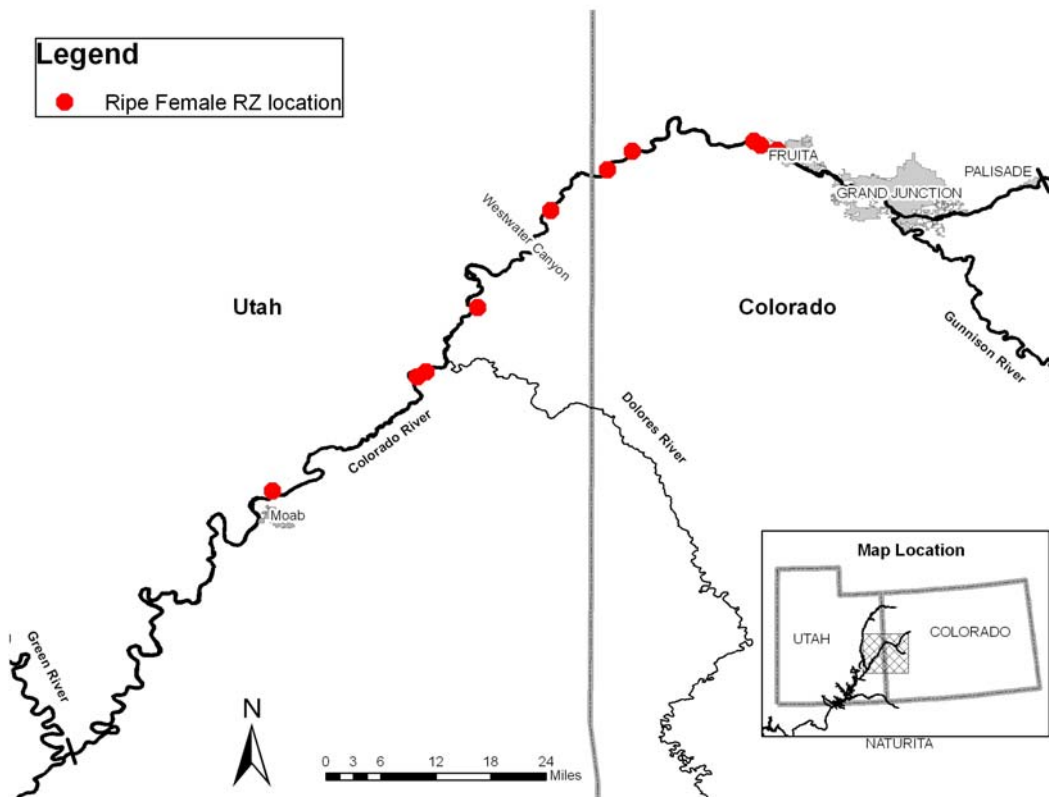 Legend
Ripe Female RZ location
FRUITA
PALISADE
GRAND JUNCTION
Westwater Canyon
Utah
Colorado
Gunnison River
Dolores River
Colorado River
Moab
Green River
N
0 3 6 12 18 24
Miles
Map Location
UTAH
COLORADO
NATURITA